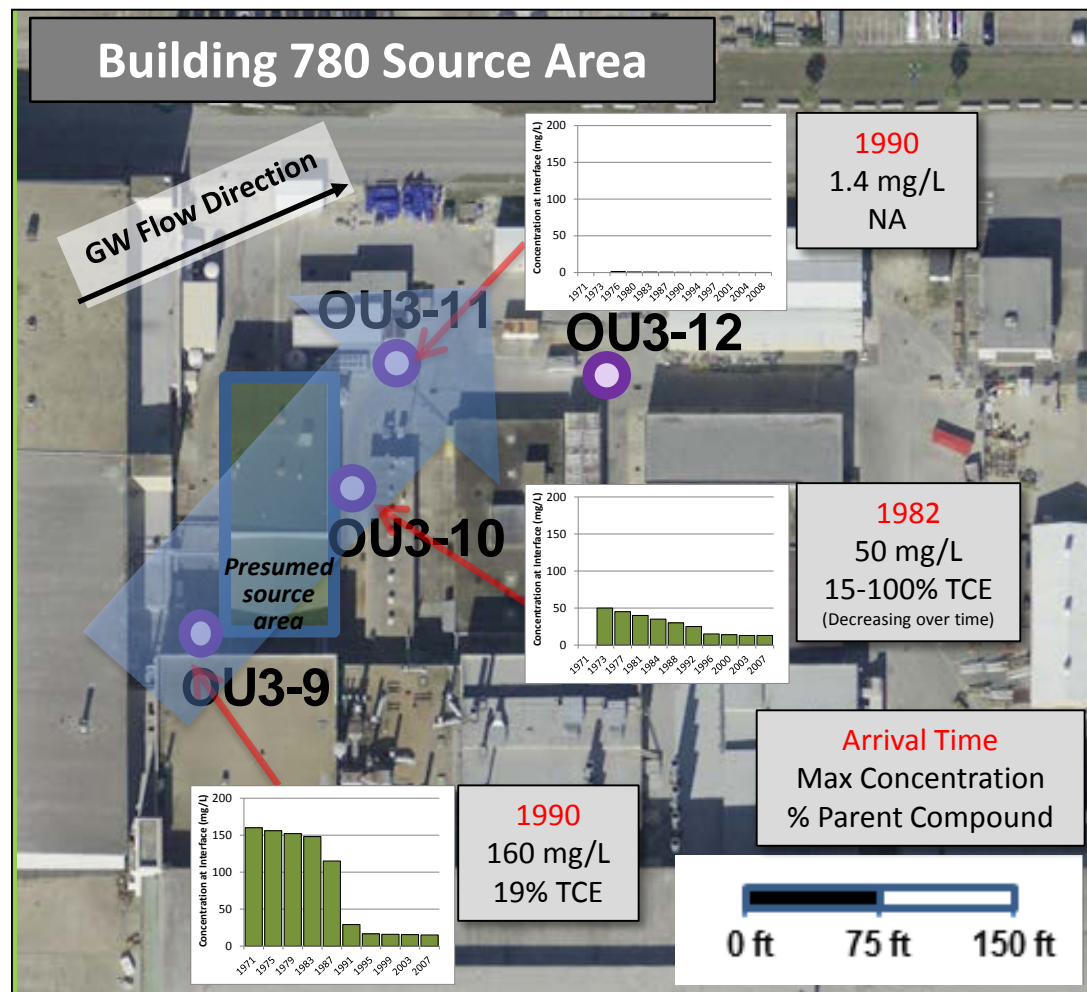 Building 780 Source Area
GW Flow Direction
Concentration at Interface (mg/L)
200
150
100
50
0
1971
1973
1976
1980
1983
1987
1990
1994
1997
2001
2004
2008
1990
1.4 mg/L
NA
OU3-11
OU3-12
OU3-10
Concentration at Interface (mg/L)
200
150
100
50
0
1971
1973
1977
1981
1984
1988
1992
1996
2000
2003
2007
1982
50 mg/L
15-100% TCE
(Decreasing over time)
Presumed
source
area
OU3-9
Concentration at Interface (mg/L)
200
150
100
50
0
1971
1975
1979
1983
1987
1991
1995
1999
2003
2007
1990
160 mg/L
19% TCE
Arrival Time
Max Concentration
% Parent Compound
0 ft 75 ft 150 ft